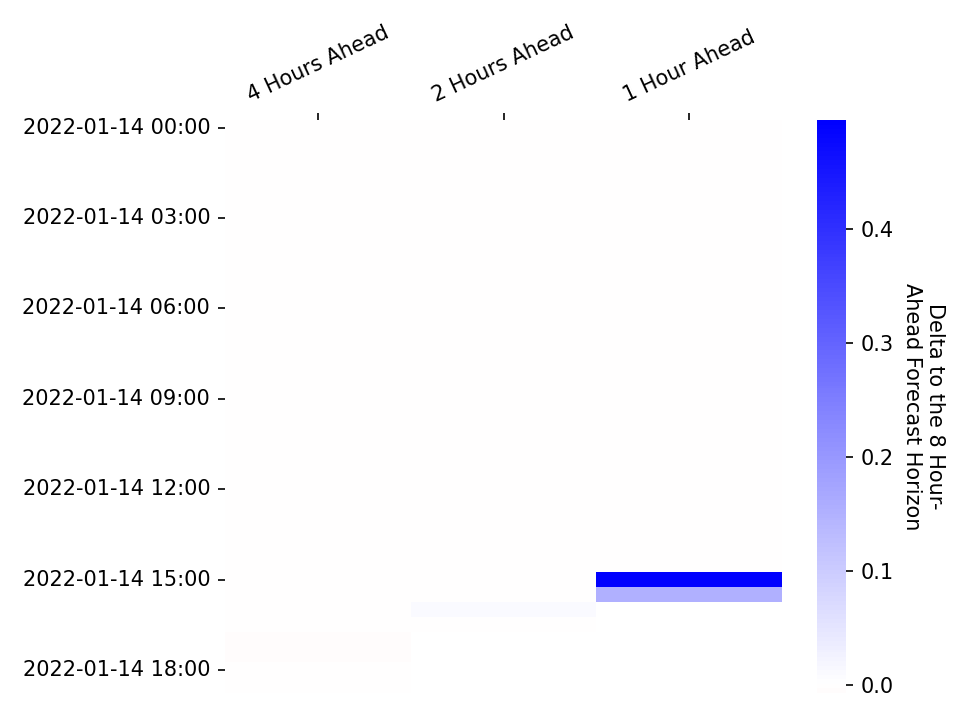 4 Hours Ahead
2 Hours Ahead
1 Hour Ahead
2022-01-14 00:00
2022-01-14 03:00
2022-01-14 06:00
2022-01-14 09:00
2022-01-14 12:00
2022-01-14 15:00
2022-01-14 18:00
0.4
0.3
0.2
0.1
0.0
Delta to the 8 Hour-
Ahead Forecast Horizon